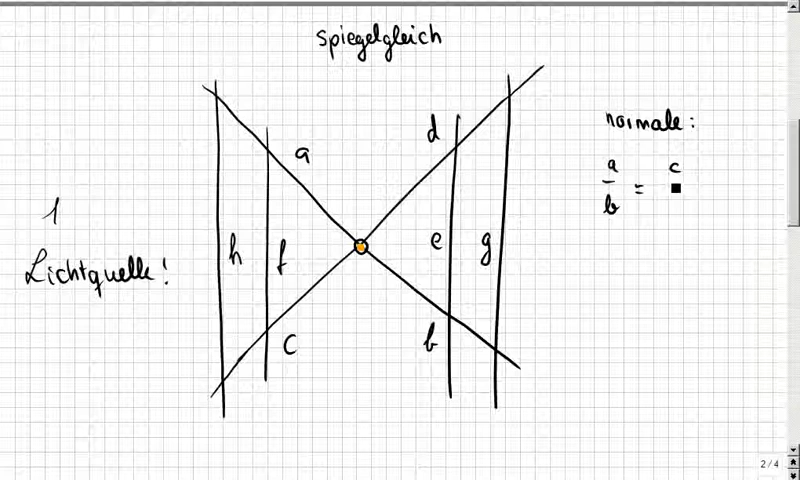 spiegelgleich
d
normale:
a
a
c
b
=
1
h
f
e
g
Lichtquelle!
c
b
2/4